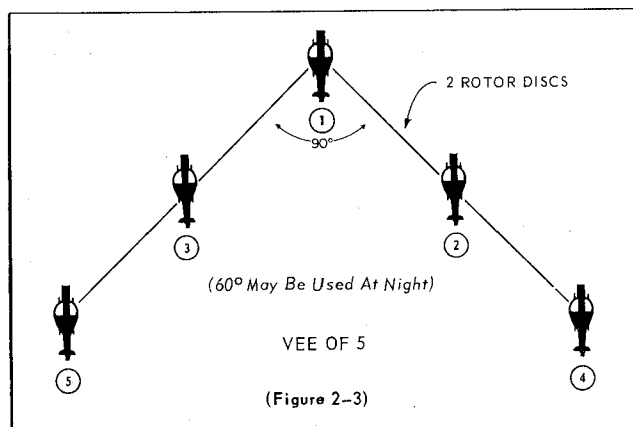 2 ROTOR DISCS
1
90°
3
2
(60° May Be Used At Night)
VEE OF 5
5
4
(Figure 2-3)